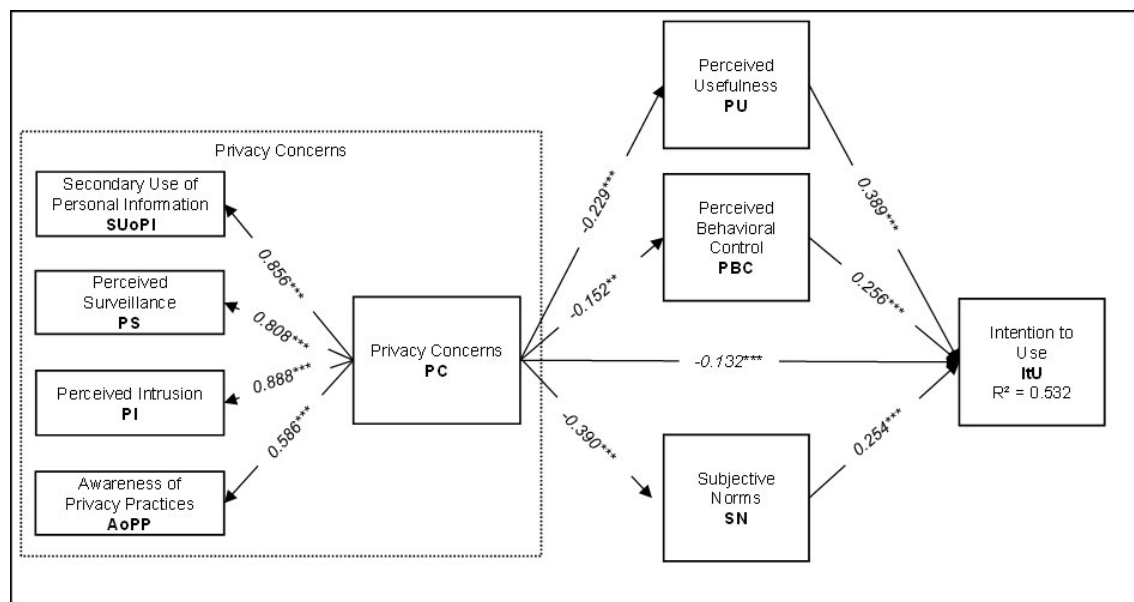 Privacy Concerns
Secondary Use of
Personal Information
SUoPI
Perceived
Surveillance
PS
Perceived Intrusion
PI
Awareness of
Privacy Practices
AoPP
0.856***
0.808***
0.888***
0.586***
Privacy Concerns
PC
-0.229***
-0.152**
-0.132***
-0.390***
Perceived
Usefulness
PU
Perceived
Behavioral
Control
PBC
Subjective
Norms
SN
0.389***
0.256***
0.254***
Intention to
Use
ItU
R² = 0.532